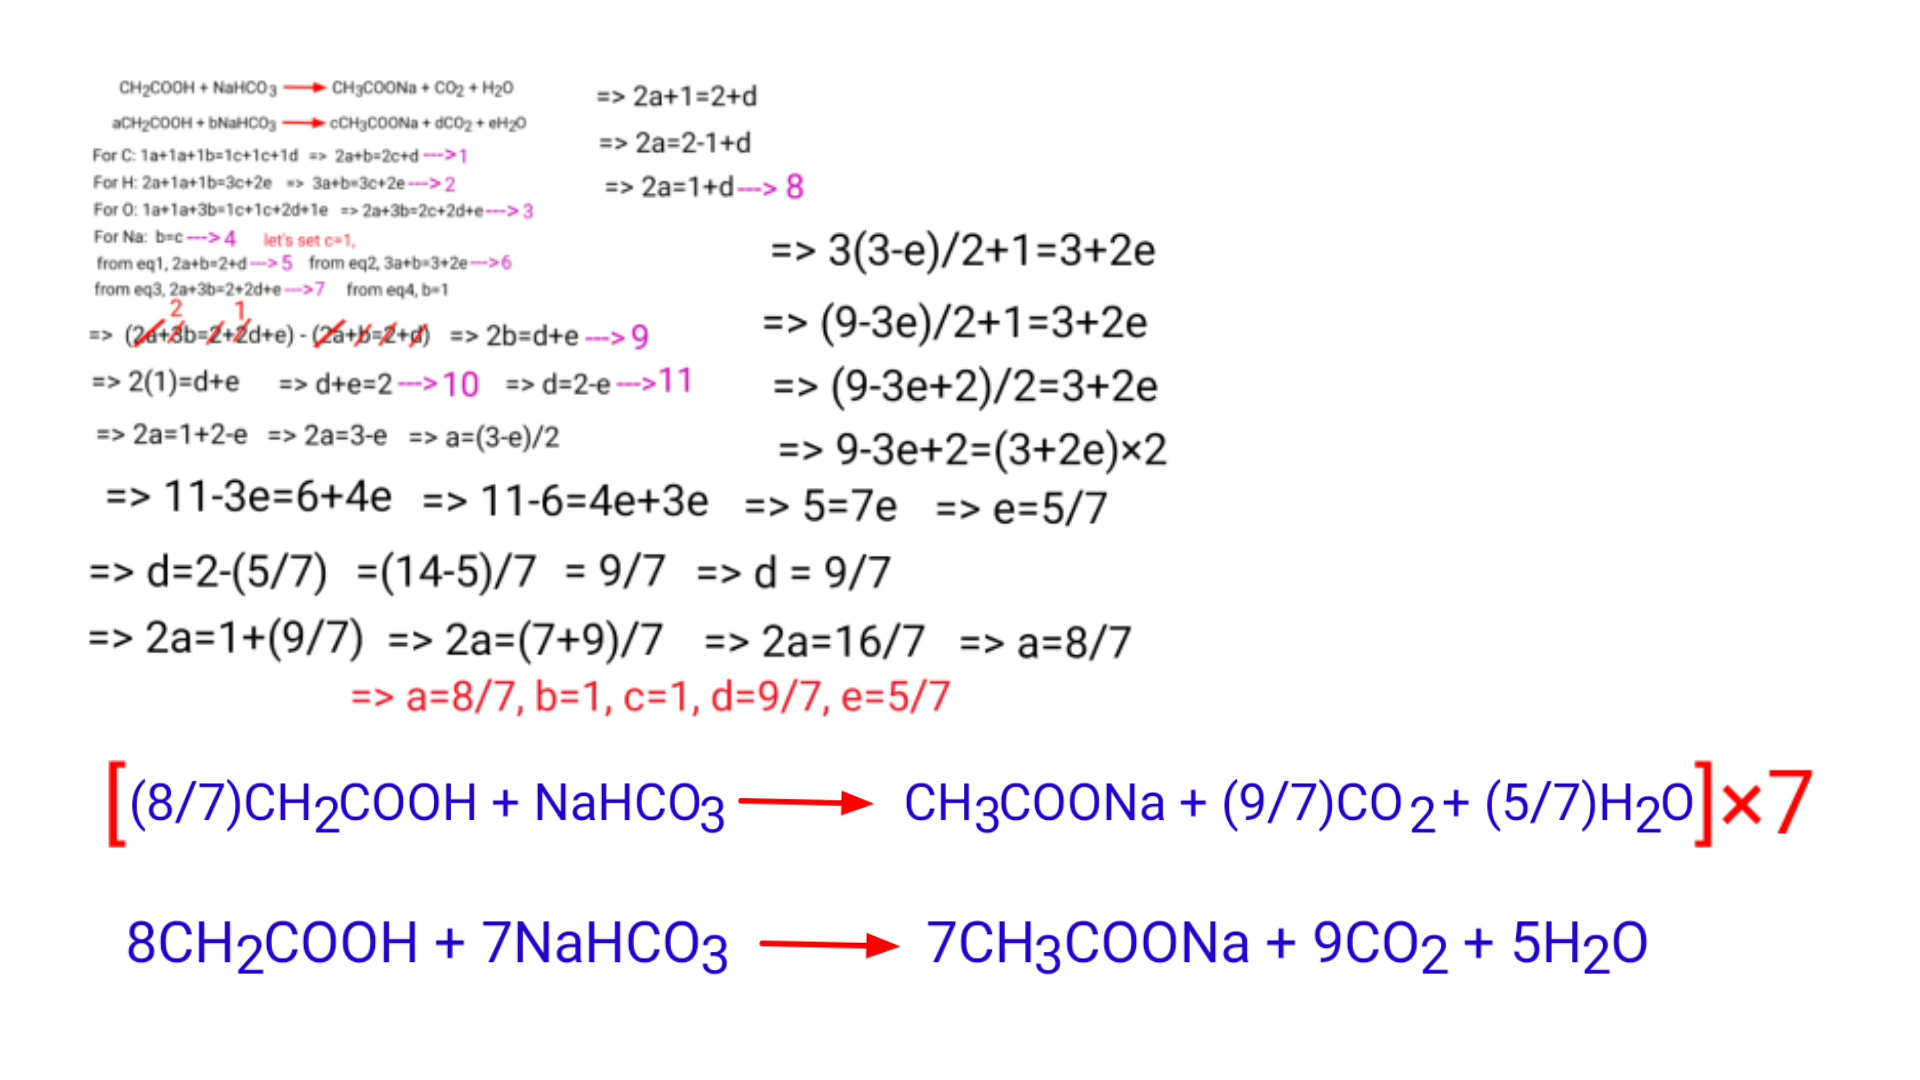 CH2COOH + NaHCO3 → CH3COONa + CO2 + H2O
aCH2COOH + bNaHCO3 → cCH3COONa + dCO2 + eH2O
For C: 1a+1a+1b=1c+1c+1d => 2a+b=2c+d--->1
For H: 2a+1a+1b=3c+2e => 3a+b=3c+2e--->2
For O: 1a+1a+3b=1c+1c+2d+1e => 2a+3b=2c+2d+e--->3
For Na: b=c--->4 let's set c=1,
from eq1, 2a+b=2+d--->5 from eq2, 3a+b=3+2e--->6
from eq3, 2a+3b=2+2d+e--->7 from eq4, b=1
2 1
=> (2a+3b=2+2d+e) - (2a+b=2+d) => 2b=d+e--->9
=> 2(1)=d+e => d+e=2--->10 => d=2-e--->11
=> 2a=1+2-e => 2a=3-e => a=(3-e)/2
=> 2a+1=2+d
=> 2a=2-1+d
=> 2a=1+d---> 8
=> 3(3-e)/2+1=3+2e
=> (9-3e)/2+1=3+2e
=> (9-3e+2)/2=3+2e
=> 9-3e+2=(3+2e)×2
=> 11-3e=6+4e => 11-6=4e+3e => 5=7e => e=5/7
=> d=2-(5/7) =(14-5)/7 = 9/7 => d = 9/7
=> 2a=1+(9/7) => 2a=(7+9)/7 => 2a=16/7 => a=8/7
=> a=8/7, b=1, c=1, d=9/7, e=5/7
[(8/7)CH2COOH + NaHCO3 → CH3COONa + (9/7)CO2+ (5/7)H2O]×7
8CH2COOH + 7NaHCO3 → 7CH3COONa + 9CO2 + 5H2O